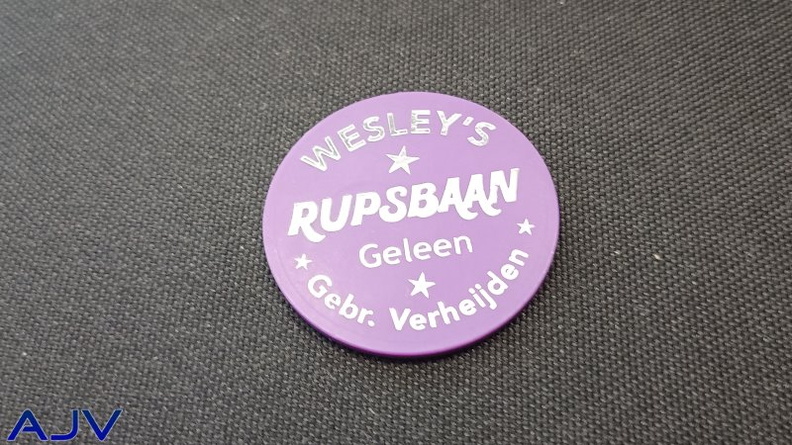 WESLEY'S
RUPSBAAN
Geleen
Gebr. Verheijden
AJV